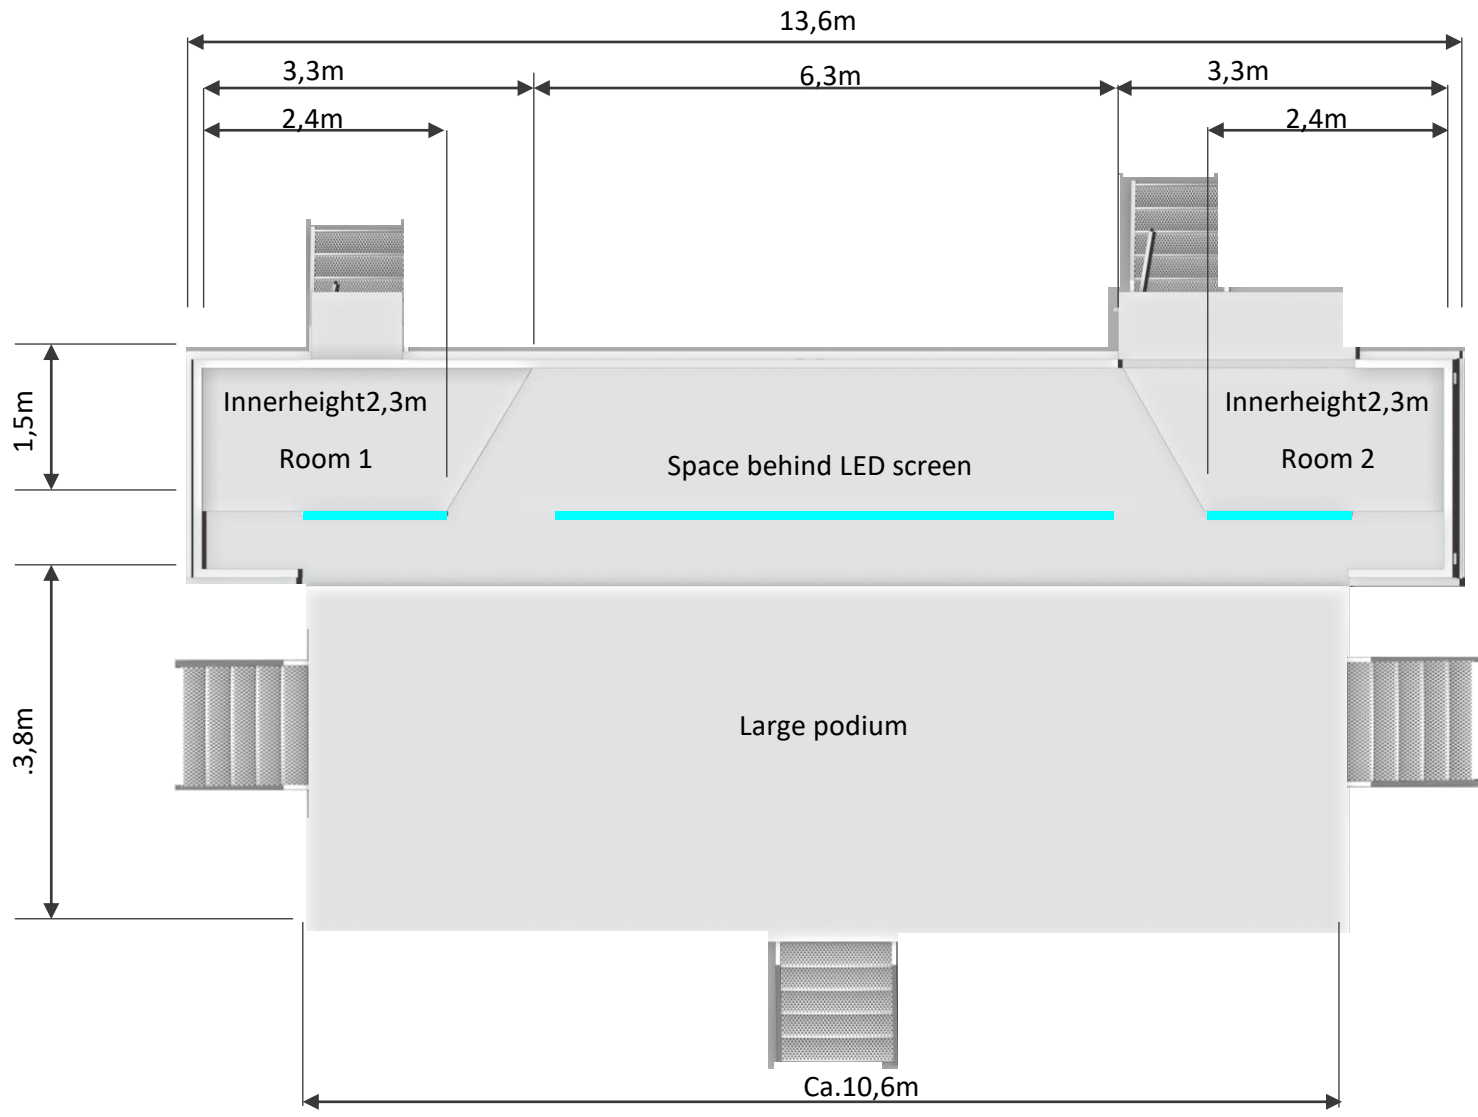 13,6m
3,3m
6,3m
3,3m
2,4m
2,4m
1,5m
Innerheight2,3m
Room 1
Space behind LED screen
Innerheight2,3m
Room 2
.3,8m
Large podium
Ca.10,6m